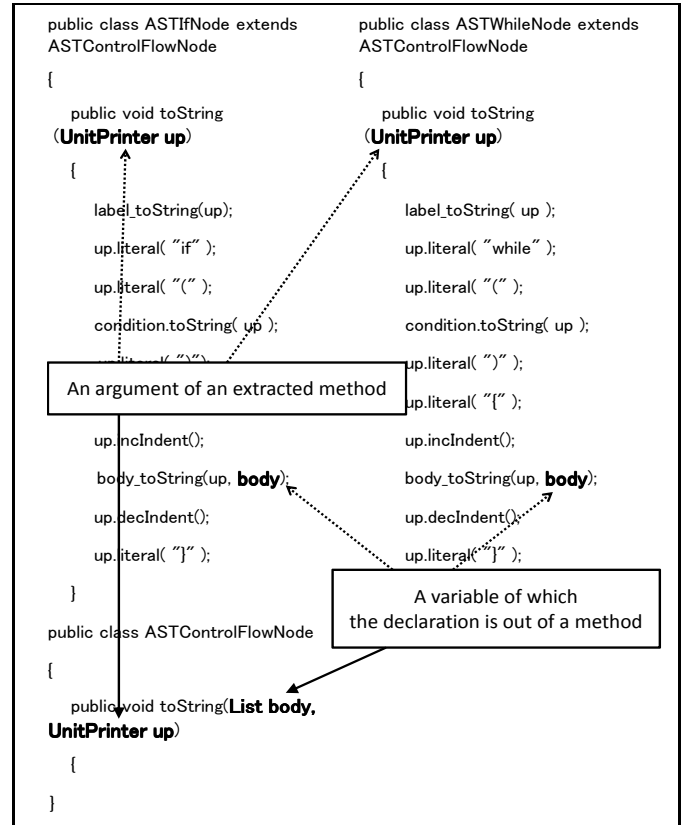 public class ASTIfNode extends
ASTControlFlowNode
{
public void toString
(UnitPrinter up)
{
label_toString(up);
up.literal( "if" );
up.literal( "(" );
condition.toString( up );
up.incIndent();
body_toString(up, body);
up.decIndent();
up.literal( "}" );
}
public class ASTWhileNode extends
ASTControlFlowNode
{
public void toString
(UnitPrinter up)
{
label_toString( up );
up.literal( "while" );
up.literal( "(" );
condition.toString( up );
up.literal( ")" );
up.literal( "{" );
up.incIndent();
body_toString(up, body);
up.decIndent();
up.literal( "}" );
An argument of an extracted method
A variable of which
the declaration is out of a method
public class ASTControlFlowNode
{
public void toString(List body,
UnitPrinter up)
{
}